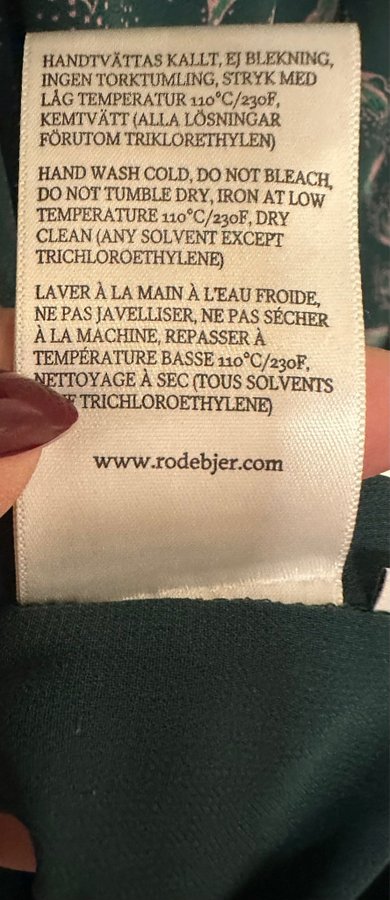 HANDTVÄTTAS KALLT, EJ BLEKNING,
INGEN TORKTUMLING, STRYK MED
LÅG TEMPERATUR 110°C/230F,
KEMTVÄTT (ALLA LÖSNINGAR
FÖRUTOM TRIKLORETHYLEN)
HAND WASH COLD, DO NOT BLEACH,
DO NOT TUMBLE DRY, IRON AT LOW
TEMPERATURE 110°C/230F, DRY
CLEAN (ANY SOLVENT EXCEPT
TRICHLOROETHYLENE)
LAVER À LA MAIN À L'EAU FROIDE,
NE PAS JAVELLISER, NE PAS SÉCHER
À LA MACHINE, REPASSER À
TEMPÉRATURE BASSE 110°C/230F,
NETTOYAGE À SEC (TOUS SOLVENTS
TRICHLOROETHYLENE)
www.rodebjer.com